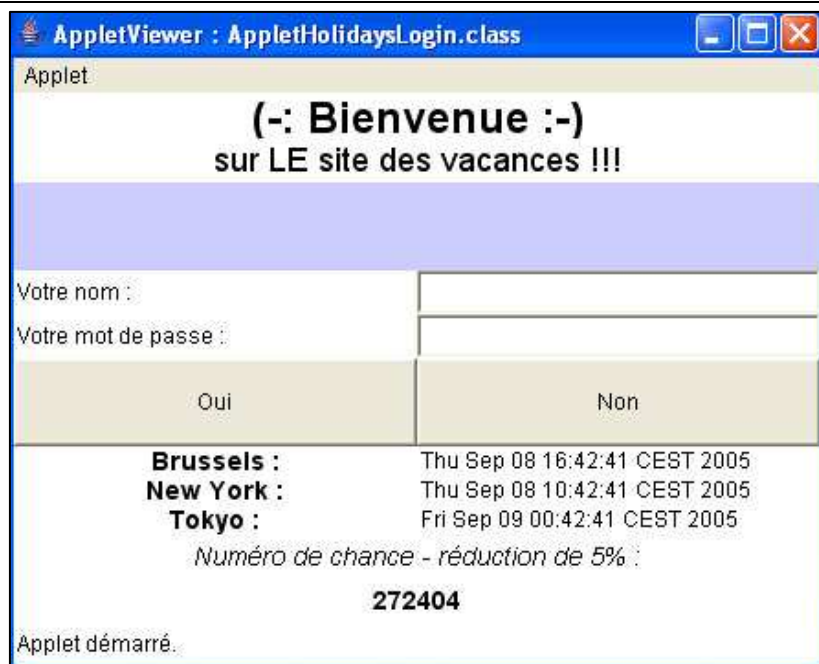 AppletViewer : AppletHolidaysLogin.class
Applet
(-: Bienvenue :-)
sur LE site des vacances !!!
Votre nom :
Votre mot de passe :
Oui Non
Brussels : Thu Sep 08 16:42:41 CEST 2005
New York : Thu Sep 08 10:42:41 CEST 2005
Tokyo : Fri Sep 09 00:42:41 CEST 2005
Numéro de chance - réduction de 5% :
272404
Applet démarré.